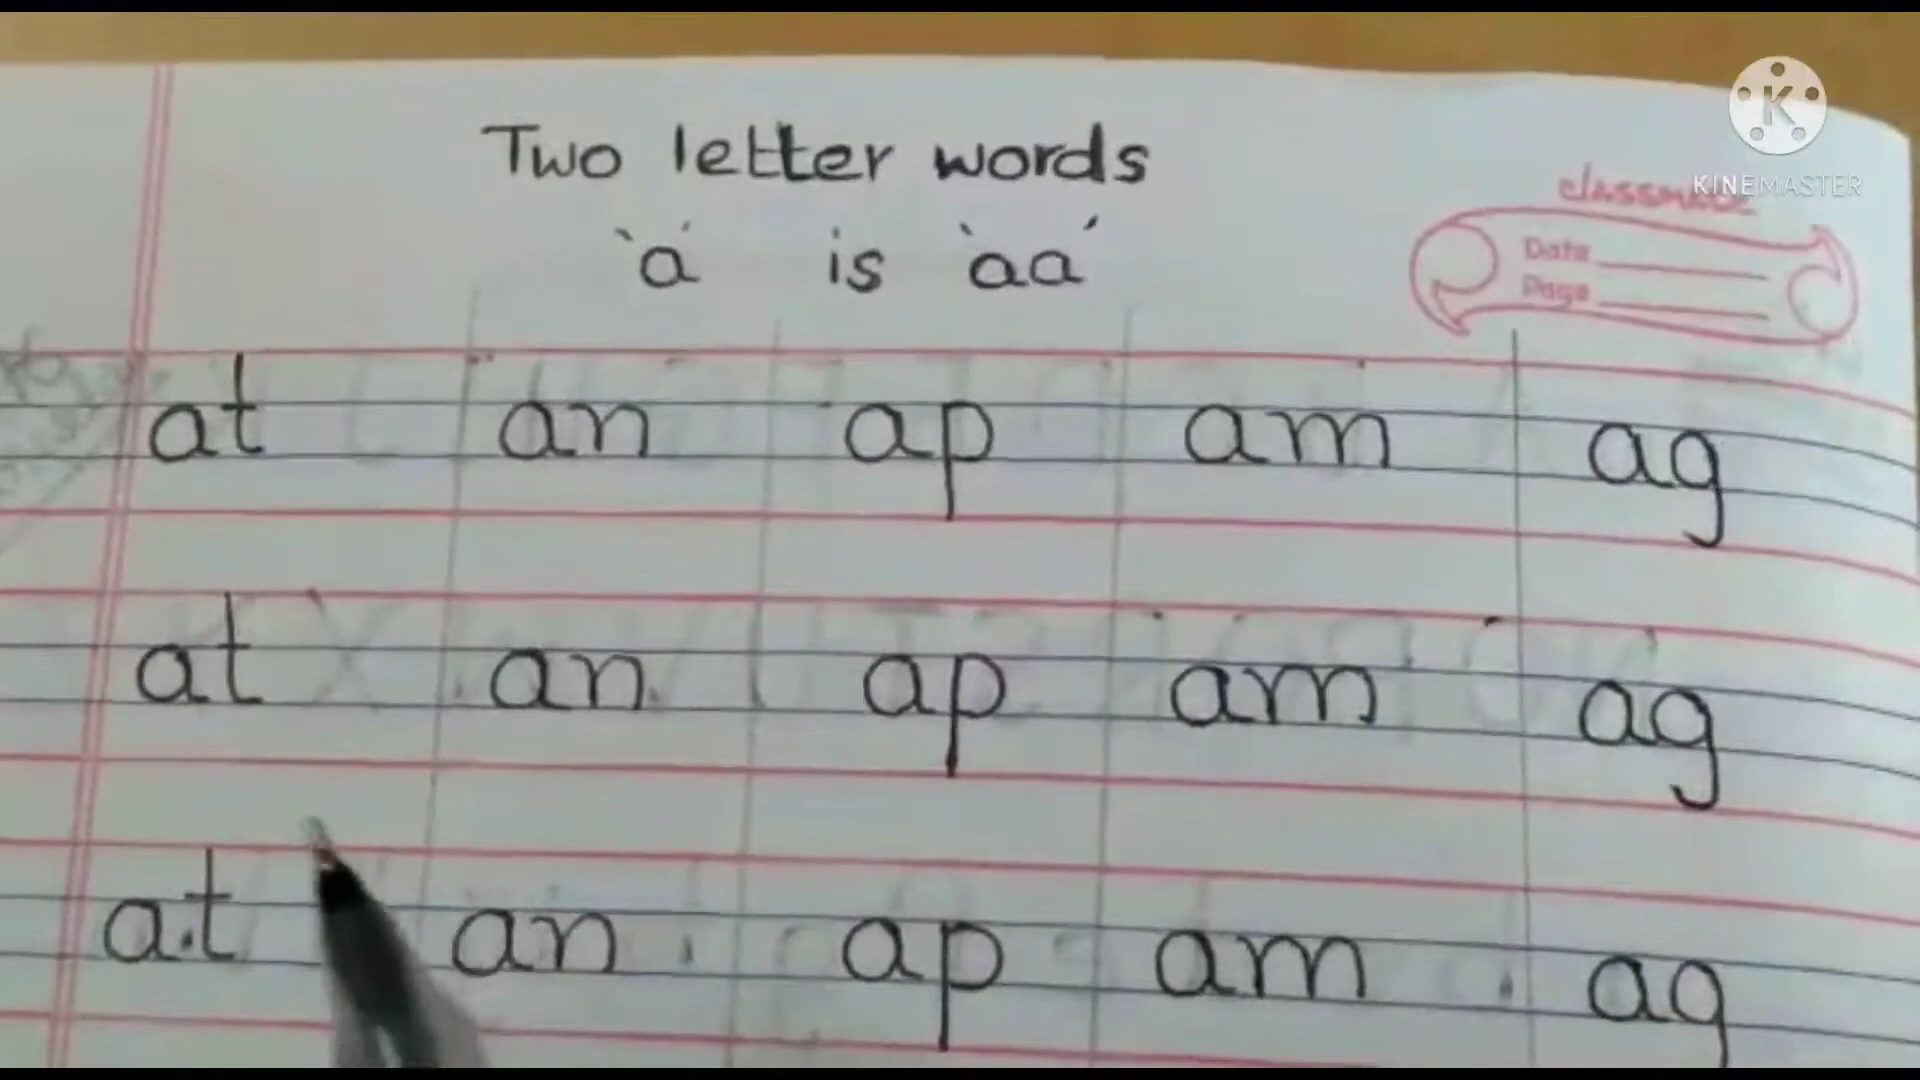 Two letter words
'a' is 'aa'
KINEMASTER
classmate
Date
Page
at an ap am ag
at an ap am ag
at an ap am ag